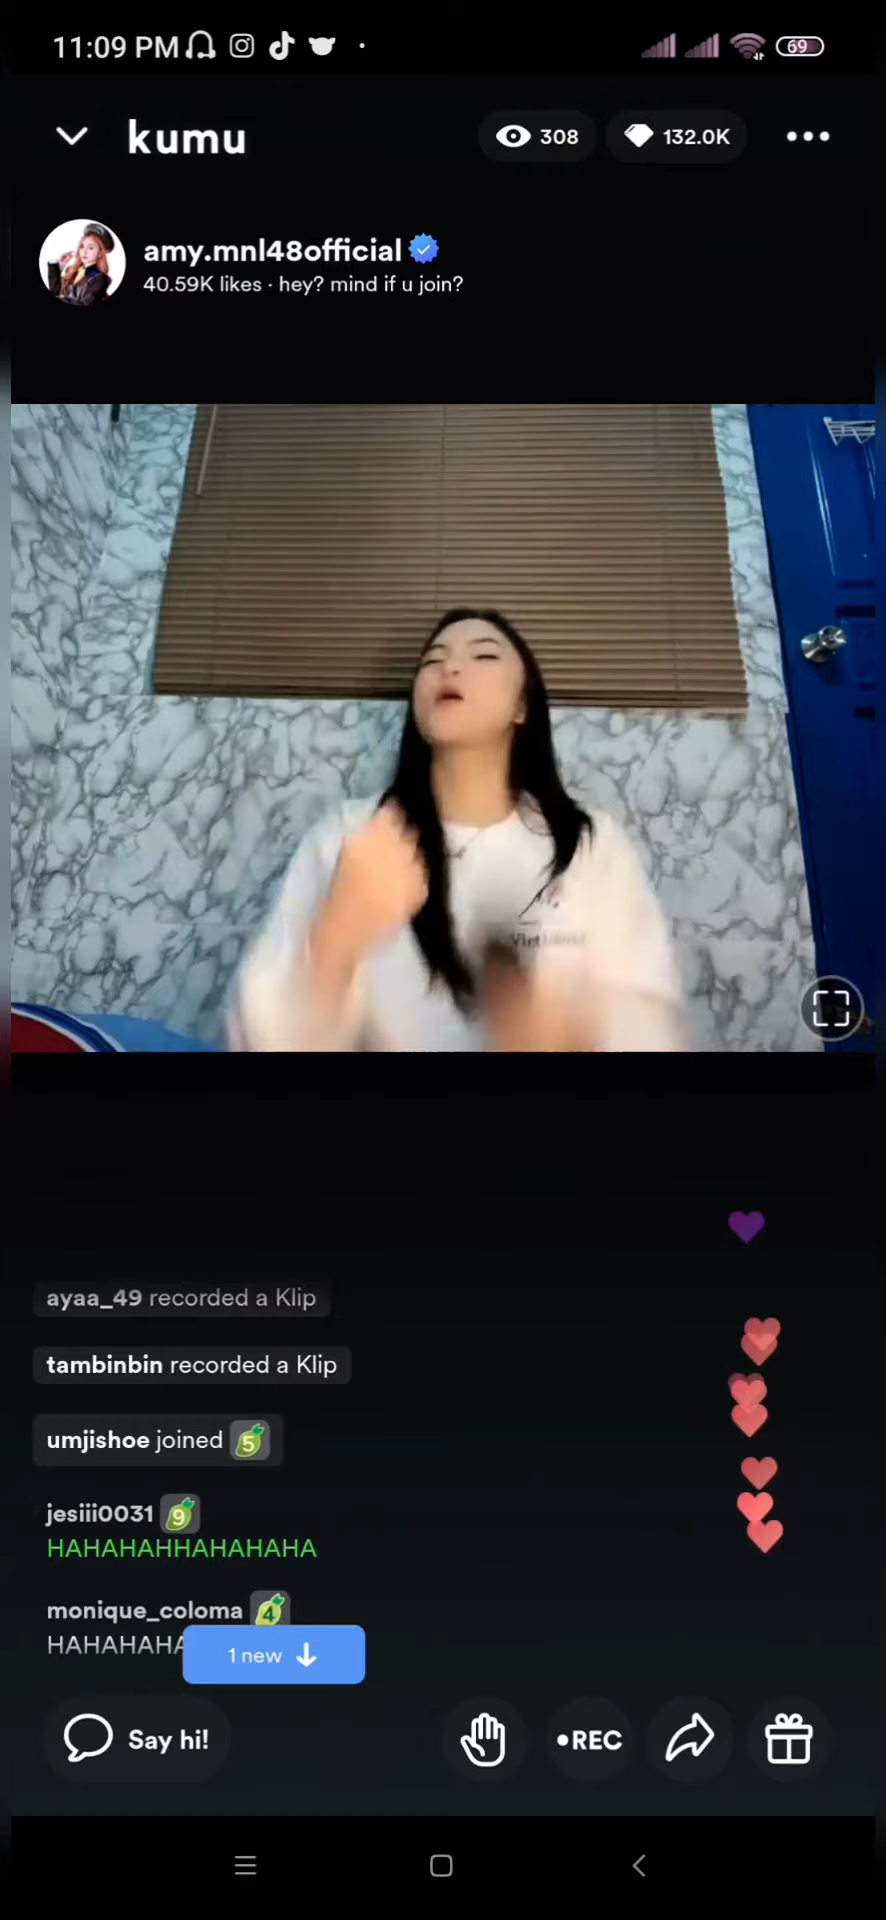 11:09 PM
69
kumu
308
132.0K
amy.mnl48official
40.59K likes · hey? mind if u join?
ayaa_49 recorded a Klip
tambinbin recorded a Klip
umjishoe joined 5
jesiii0031 9
HAHAHAHHAHAHAHA
monique_coloma 4
HAHAHAHA
1 new
Say hi!
•REC